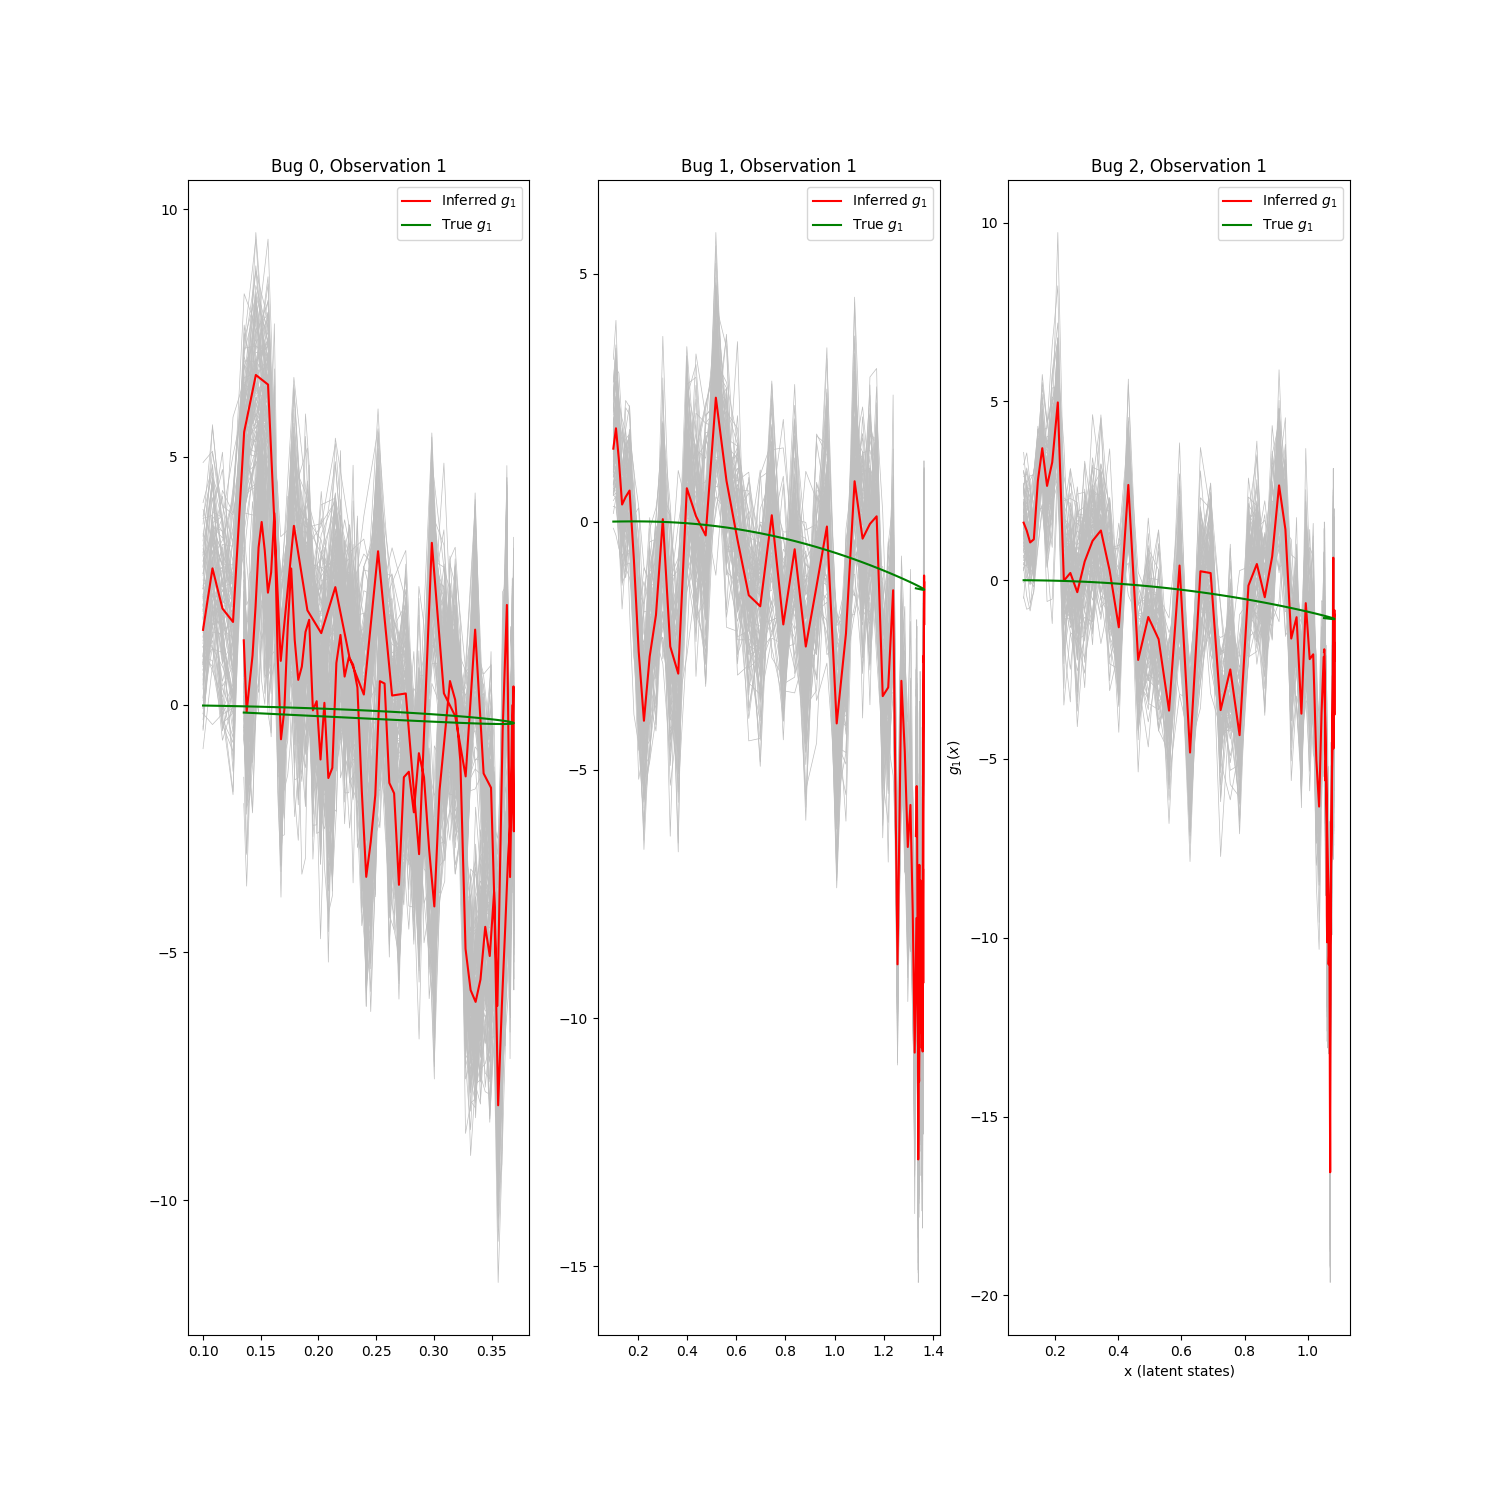 Bug 0, Observation 1
Inferred g₁
True g₁
10
5
0
−5
−10
0.10 0.15 0.20 0.25 0.30 0.35
Bug 1, Observation 1
Inferred g₁
True g₁
5
0
−5
−10
−15
0.2 0.4 0.6 0.8 1.0 1.2 1.4
Bug 2, Observation 1
Inferred g₁
True g₁
g₁(x)
10
5
0
−5
−10
−15
−20
0.2 0.4 0.6 0.8 1.0
x (latent states)